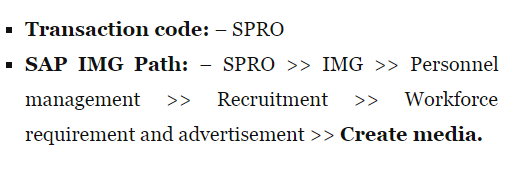 ▪ Transaction code: – SPRO
▪ SAP IMG Path: – SPRO >> IMG >> Personnel
management >> Recruitment >> Workforce
requirement and advertisement >> Create media.